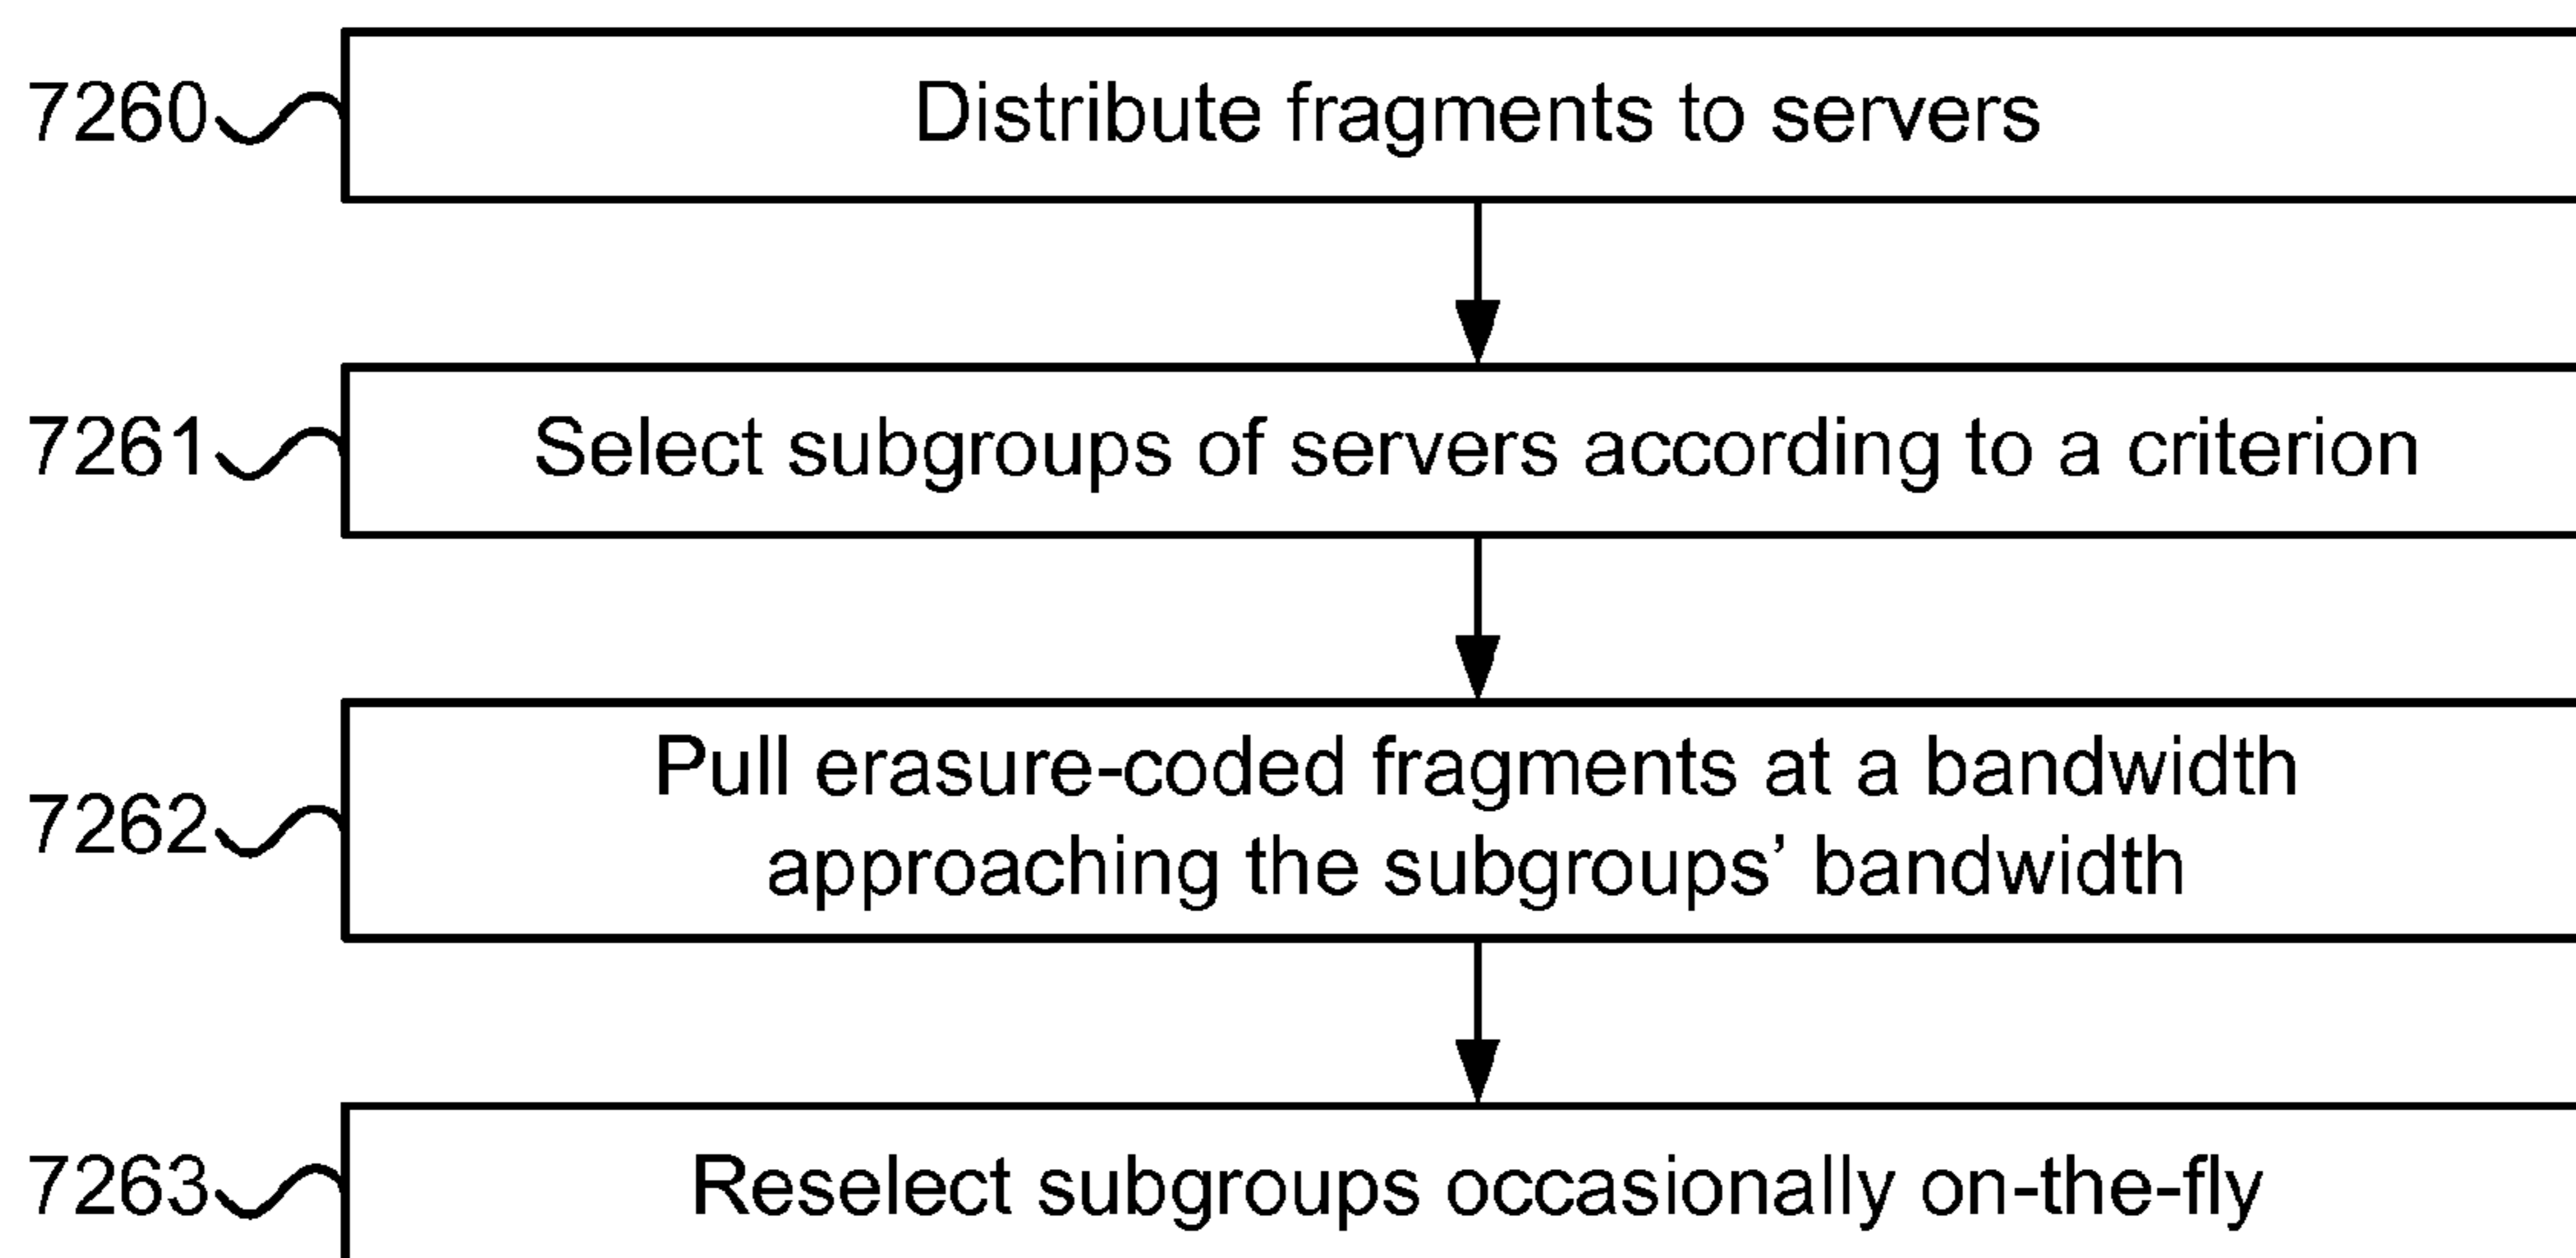 7260 Distribute fragments to servers
7261 Select subgroups of servers according to a criterion
7262 Pull erasure-coded fragments at a bandwidth
approaching the subgroups’ bandwidth
7263 Reselect subgroups occasionally on-the-fly